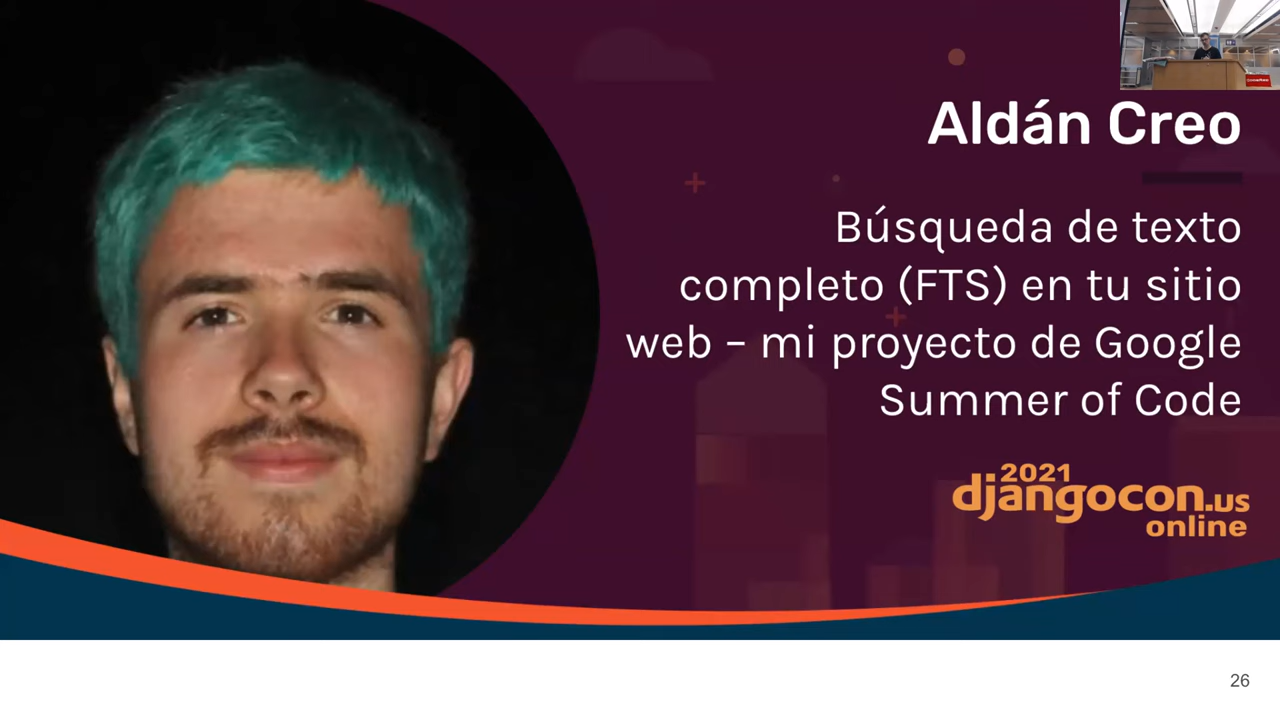 Aldán Creo
Búsqueda de texto
completo (FTS) en tu sitio
web – mi proyecto de Google
Summer of Code
2021
djangocon.us
online
26